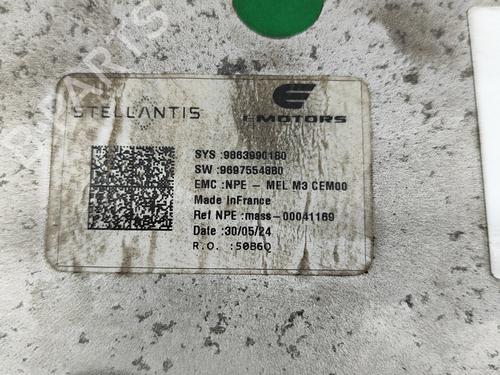 STELLANTIS
EMOTORS
SYS :9863990180
SW :9697554880
EMC :NPE - MEL M3 CEM00
Made InFrance
Ref NPE :mass-00041169
Date :30/05/24
R.O. :50860